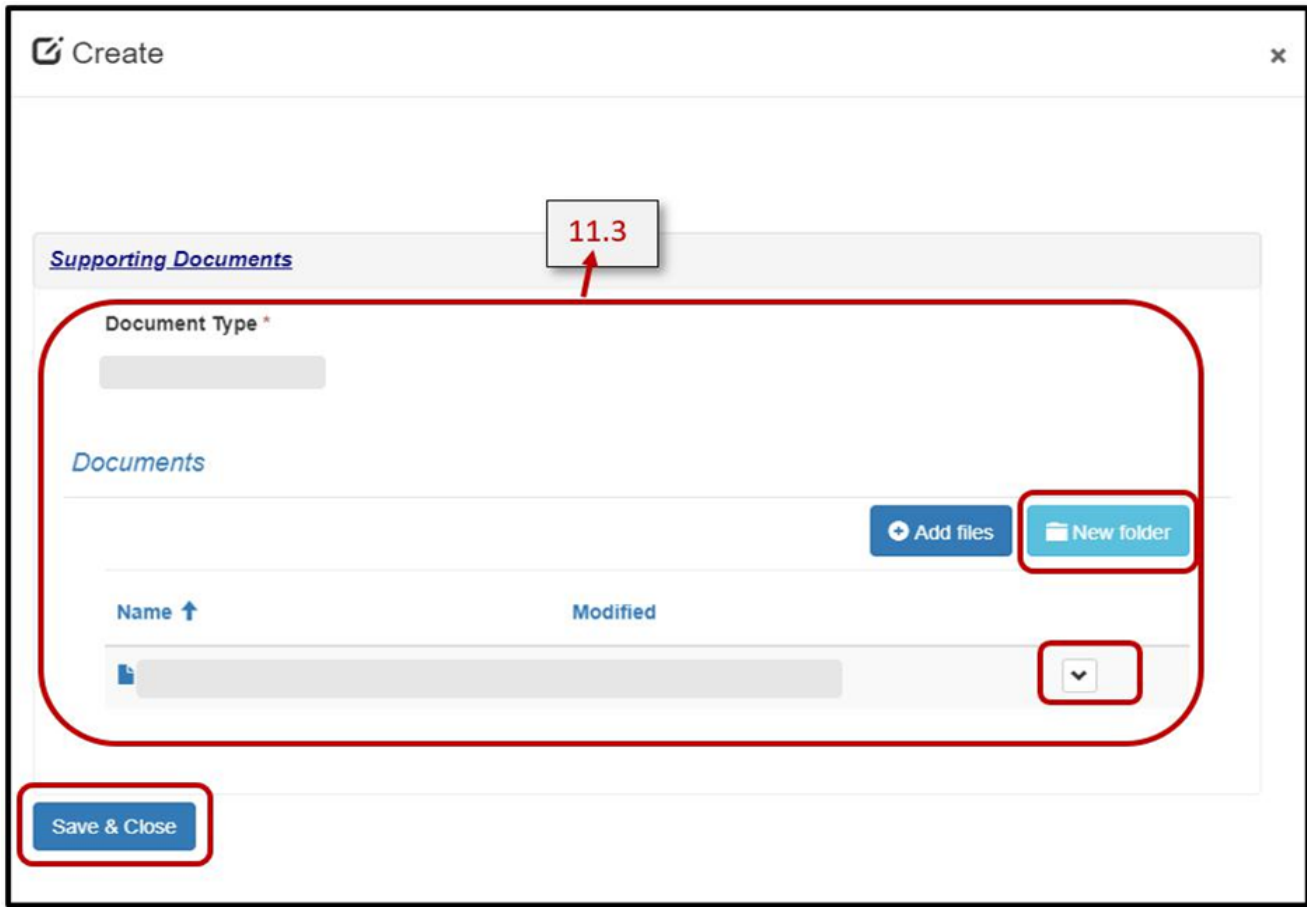 Create
×
11.3
Supporting Documents
Document Type *
Documents
Add files New folder
Name Modified
Save & Close